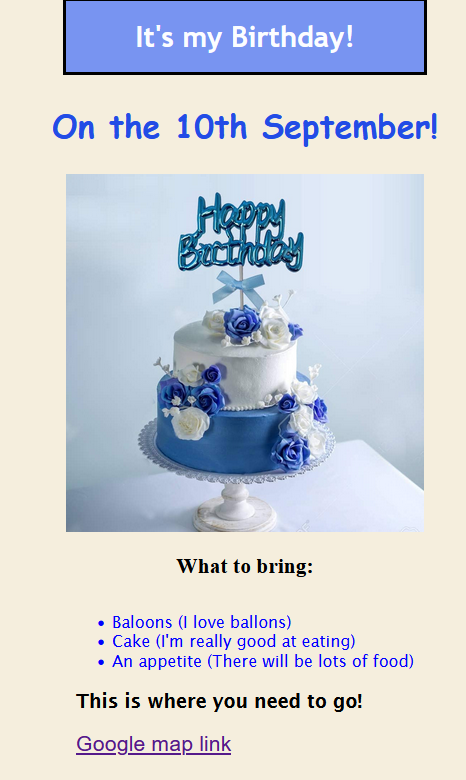 It's my Birthday!
On the 10th September!
Happy
Birthday
What to bring:
Baloons (I love ballons)
Cake (I'm really good at eating)
An appetite (There will be lots of food)
This is where you need to go!
Google map link